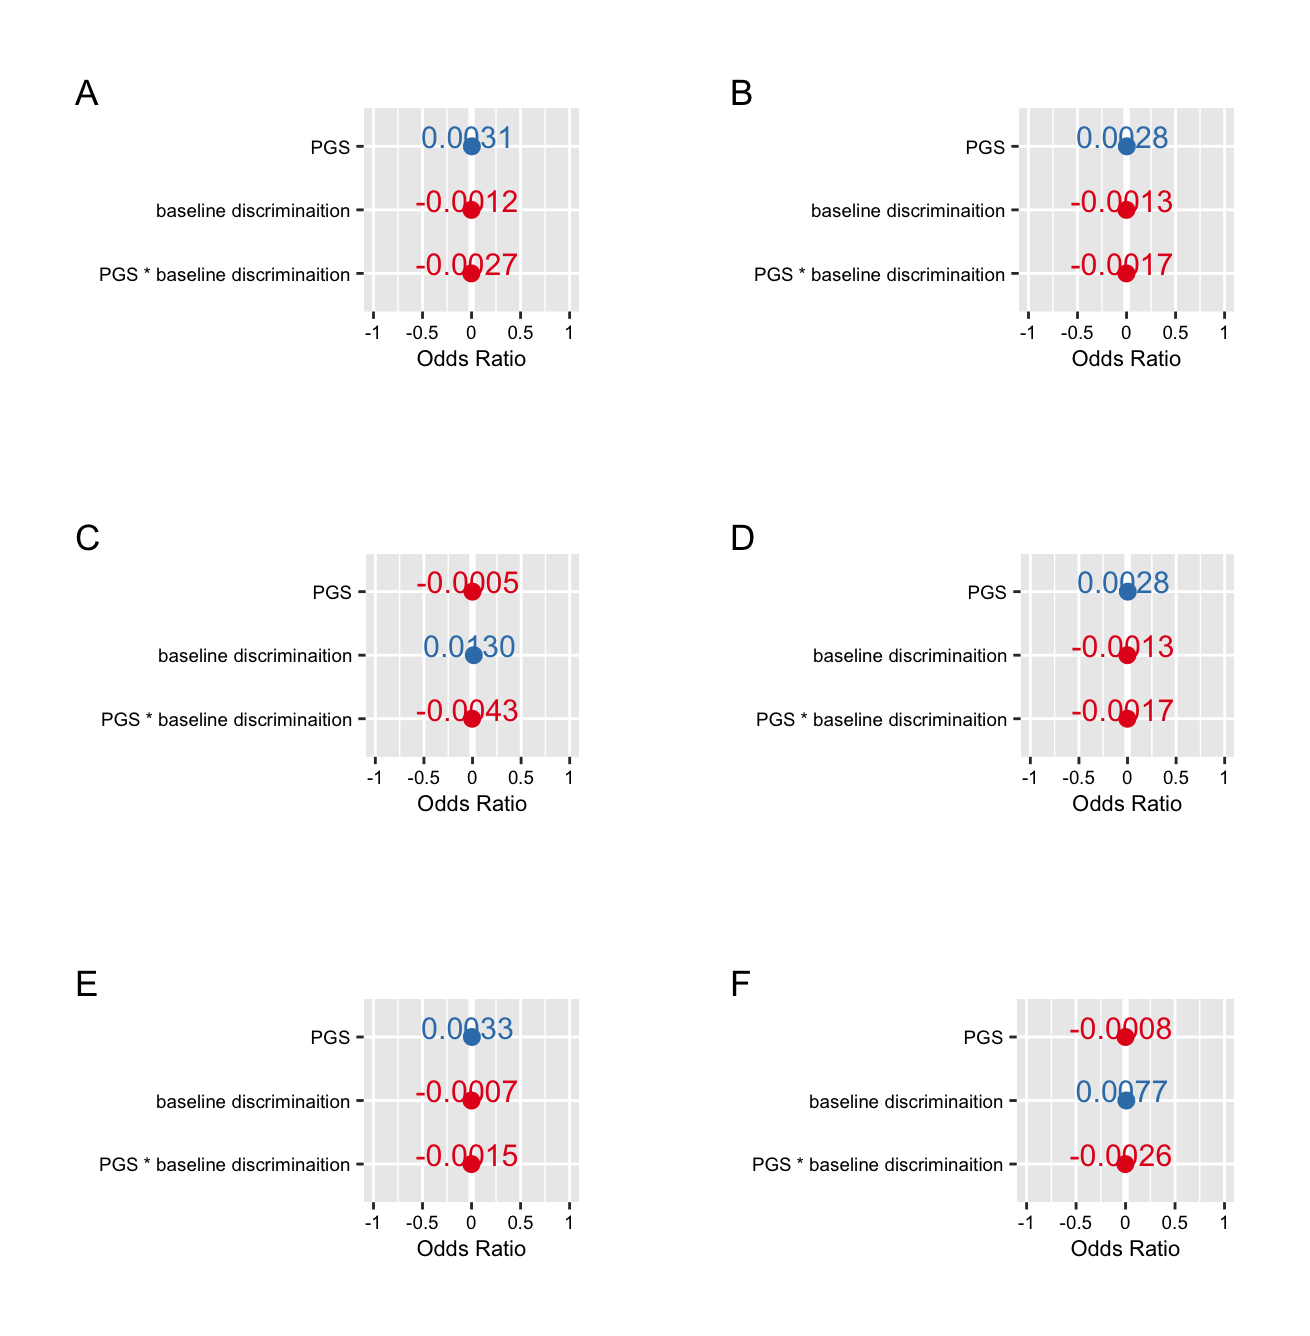 A
PGS
0.0031
baseline discriminaition
-0.0012
PGS * baseline discriminaition
-0.0027
-1 -0.5 0 0.5 1
Odds Ratio
B
PGS
0.0028
baseline discriminaition
-0.0013
PGS * baseline discriminaition
-0.0017
-1 -0.5 0 0.5 1
Odds Ratio
C
PGS
-0.0005
baseline discriminaition
0.0130
PGS * baseline discriminaition
-0.0043
-1 -0.5 0 0.5 1
Odds Ratio
D
PGS
0.0028
baseline discriminaition
-0.0013
PGS * baseline discriminaition
-0.0017
-1 -0.5 0 0.5 1
Odds Ratio
E
PGS
0.0033
baseline discriminaition
-0.0007
PGS * baseline discriminaition
-0.0015
-1 -0.5 0 0.5 1
Odds Ratio
F
PGS
-0.0008
baseline discriminaition
0.0077
PGS * baseline discriminaition
-0.0026
-1 -0.5 0 0.5 1
Odds Ratio